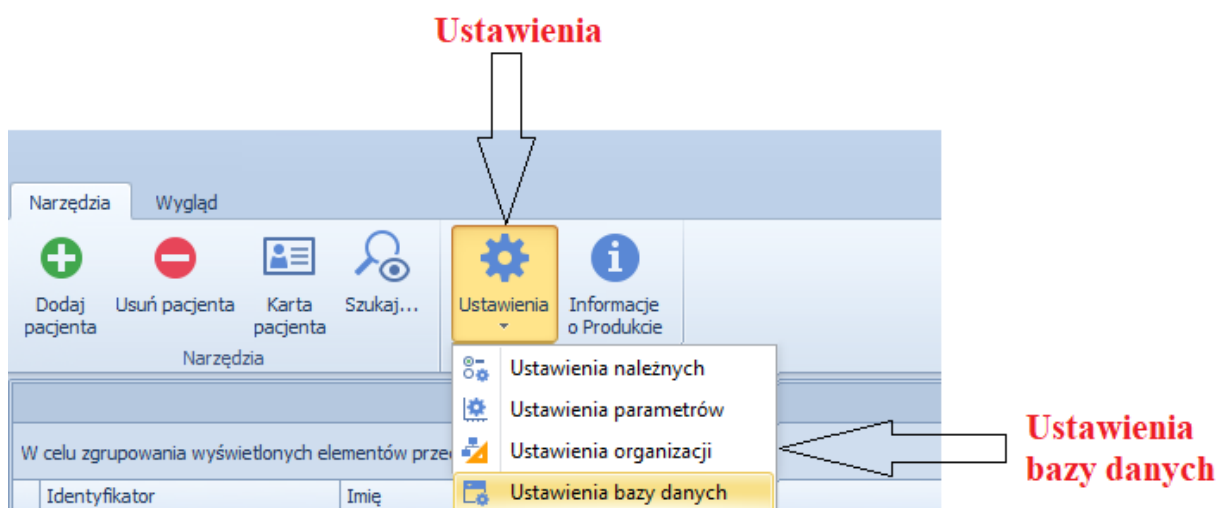 Ustawienia
Narzędzia Wygląd
Dodaj pacjenta
Usuń pacjenta
Karta pacjenta
Szukaj...
Ustawienia
Informacje o Produkcie
Narzędzia
Ustawienia należnych
Ustawienia parametrów
W celu zgrupowania wyświetlonych elementów prze
Ustawienia organizacji
Ustawienia
bazy danych
Identyfikator Imię
Ustawienia bazy danych